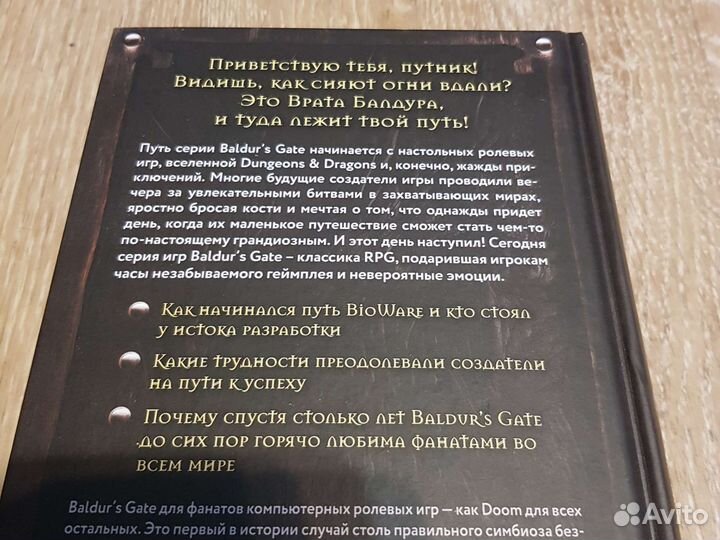 Приветствую тебя, путник!
Видишь, как сияют огни вдали?
Это Врата Балдура,
и туда лежит твой путь!
Путь серии Baldur's Gate начинается с настольных ролевых
игр, вселенной Dungeons & Dragons и, конечно, жажды при-
ключений. Многие будущие создатели игры проводили ве-
чера за увлекательными битвами в захватывающих мирах,
яростно бросая кости и мечтая о том, что однажды придет
день, когда их маленькое путешествие сможет стать чем-то
по-настоящему грандиозным. И этот день наступил! Сегодня
серия игр Baldur's Gate – классика RPG, подарившая игрокам
часы незабываемого геймплея и невероятные эмоции.
Как начинался путь BioWare и кто стоял
у истока разработки
Какие трудности преодолевали создатели
на пути к успеху
Почему спустя столько лет Baldur's Gate
до сих пор горячо любима фанатами во
всем мире
Baldur's Gate для фанатов компьютерных ролевых игр — как Doom для всех
остальных. Это первый в истории случай столь правильного симбиоза без-
Avito